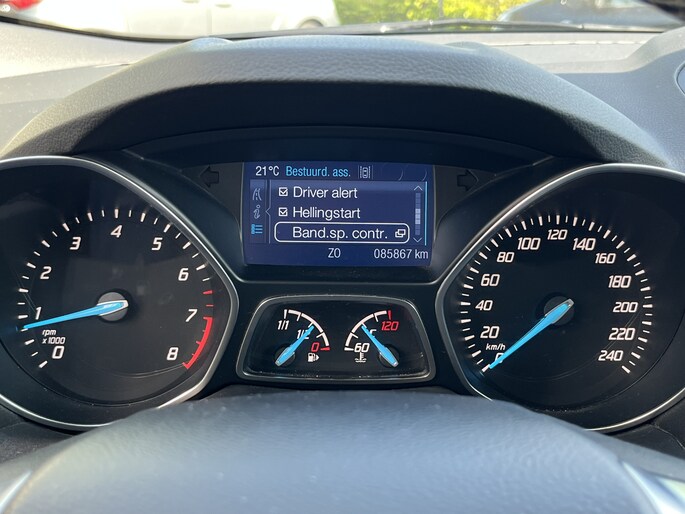 21°C Bestuurd. ass.
Driver alert
Hellingstart
Band.sp. contr.
ZO 085867 km
0 1 2 3 4 5 6 7 8
rpm
x 1000
1/1 1/2 0
60 °C 120
0 20 40 60 80 100 120 140 160 180 200 220 240
km/h